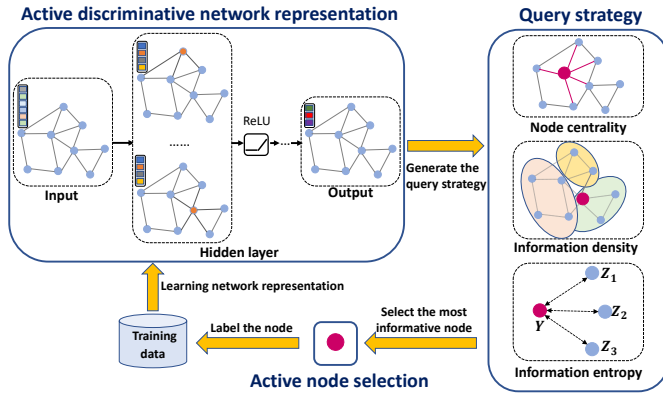 Active discriminative network representation
Query strategy
Input
......
Hidden layer
ReLU
...
Output
Generate the
query strategy
Node centrality
Information density
Y
Z1
Z2
Z3
Information entropy
Select the most
informative node
Active node selection
Label the node
Training
data
Learning network representation